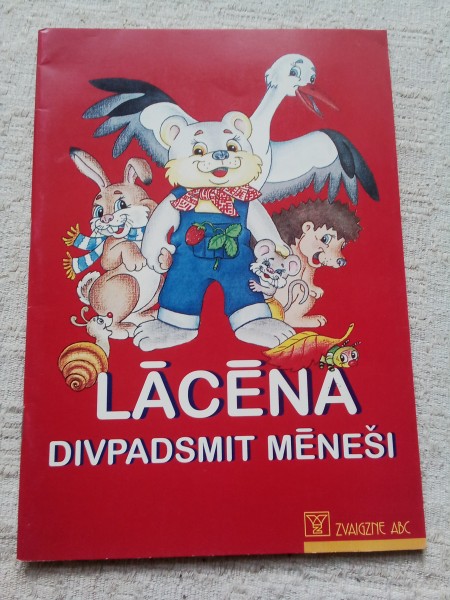 LĀCĒNA
DIVPADSMIT MĒNEŠI
ZVAIGZNE ABC